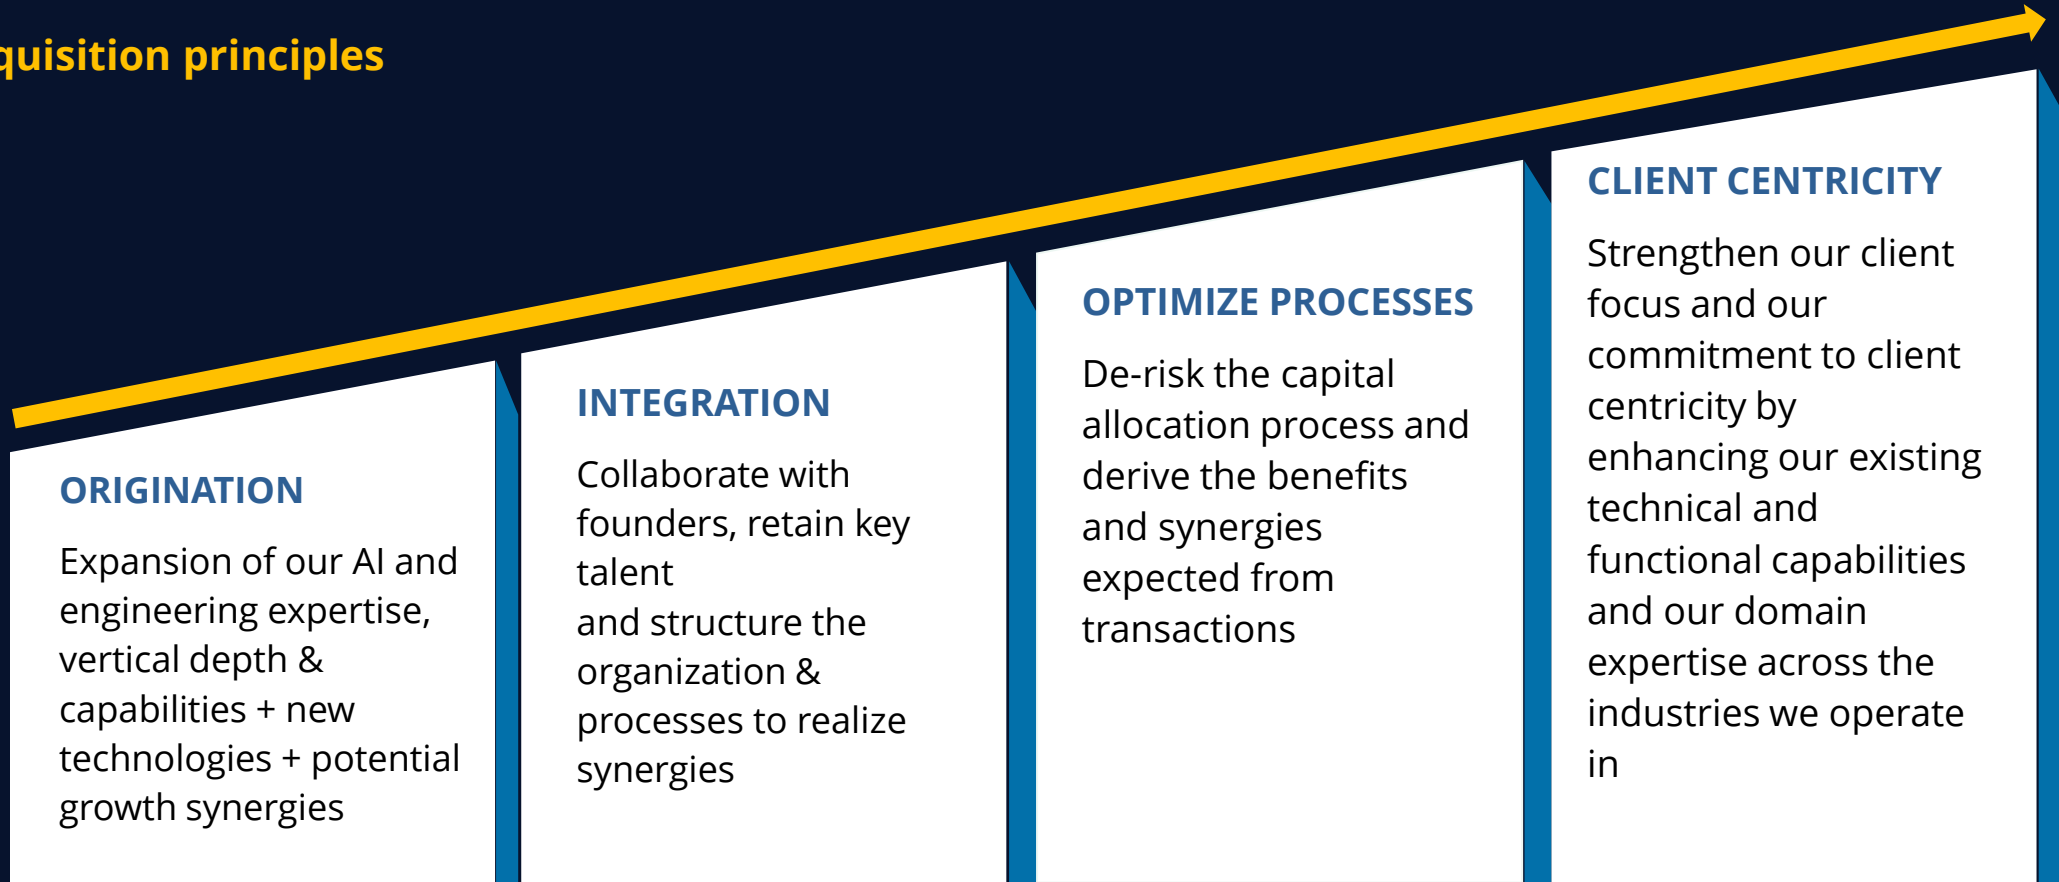 quisition principles
ORIGINATION
Expansion of our AI and
engineering expertise,
vertical depth &
capabilities + new
technologies + potential
growth synergies
INTEGRATION
Collaborate with
founders, retain key
talent
and structure the
organization &
processes to realize
synergies
OPTIMIZE PROCESSES
De-risk the capital
allocation process and
derive the benefits
and synergies
expected from
transactions
CLIENT CENTRICITY
Strengthen our client
focus and our
commitment to client
centricity by
enhancing our existing
technical and
functional capabilities
and our domain
expertise across the
industries we operate
in